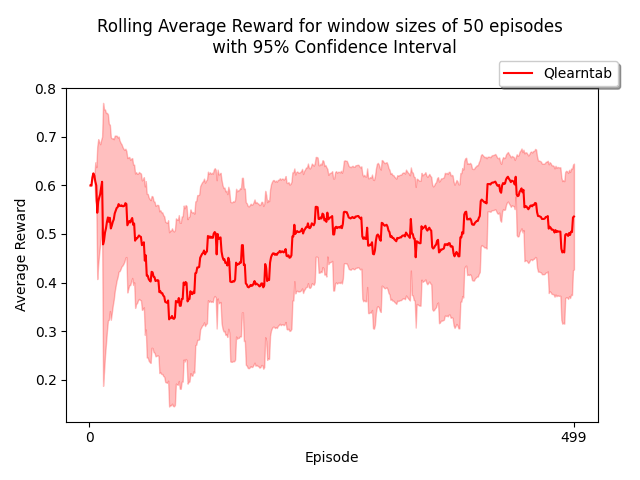 Rolling Average Reward for window sizes of 50 episodes
with 95% Confidence Interval
Qlearntab
0.8
0.7
0.6
0.5
0.4
0.3
0.2
Average Reward
0
499
Episode